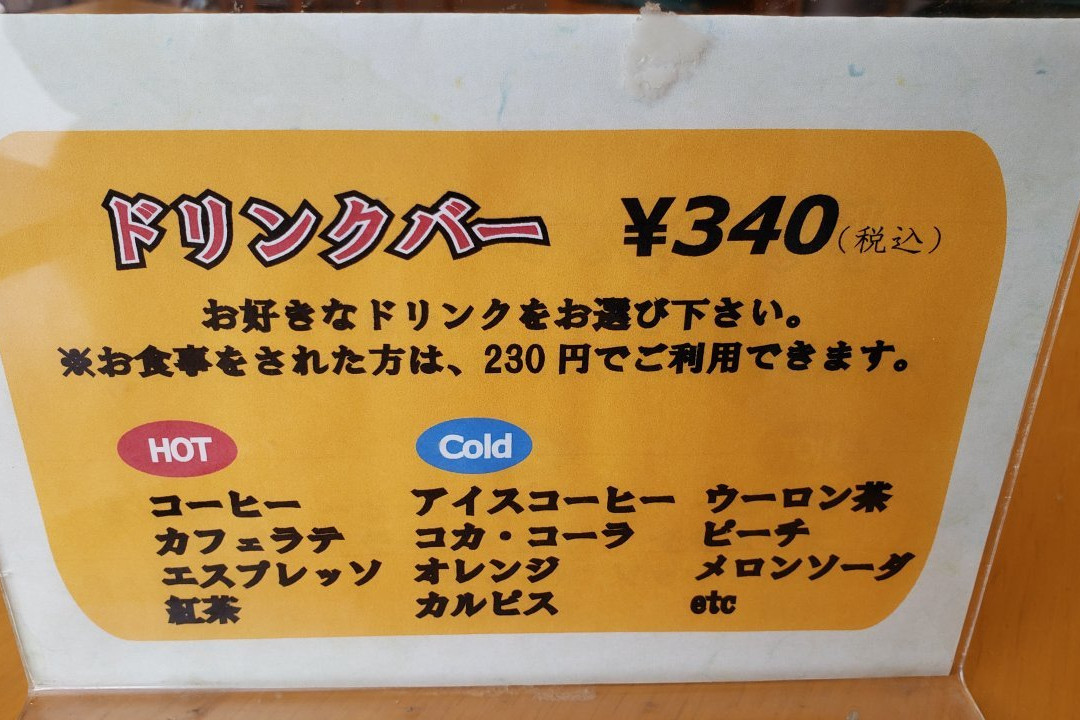 ドリンクバー ¥340(税込)
お好きなドリンクをお選び下さい。
※お食事をされた方は、230円でご利用できます。
HOT
コーヒー
カフェラテ
エスプレッソ
紅茶
Cold
アイスコーヒー
コカ・コーラ
オレンジ
カルピス
ウーロン茶
ピーチ
メロンソーダ
etc